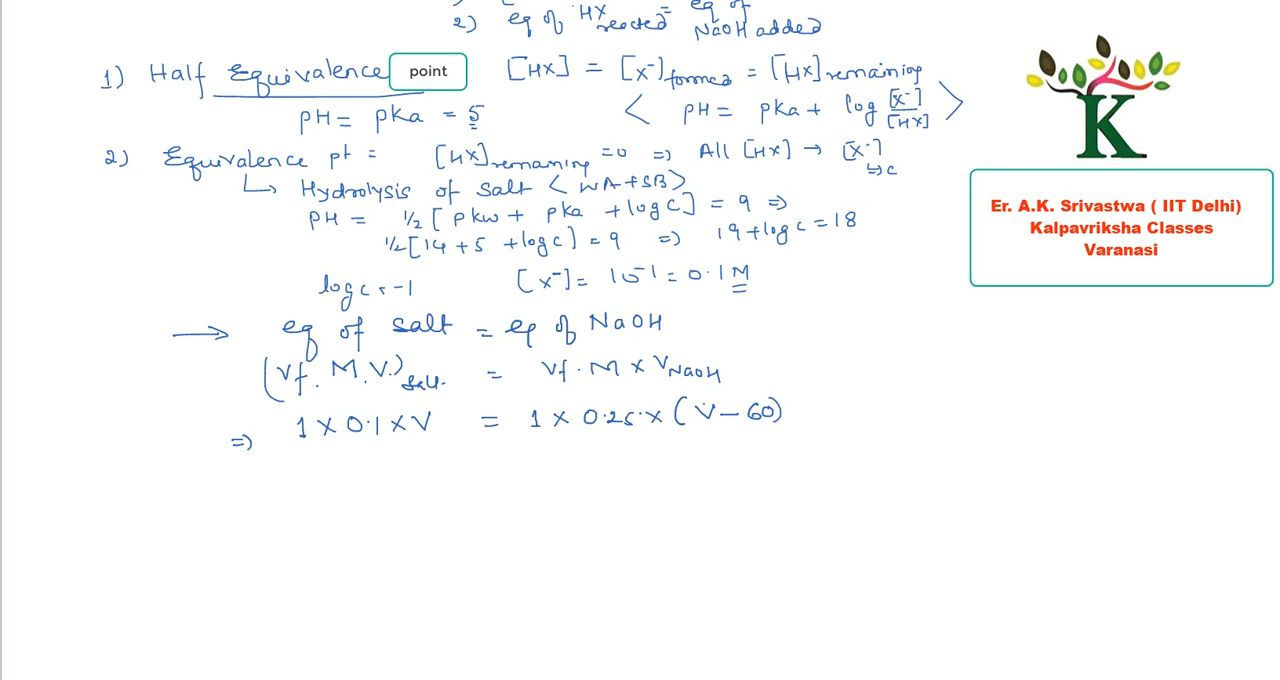 2) eq of HX reacted = eq of NaOH added
1) Half Equivalence point [HX] = [X⁻] formed = [HX] remaining
pH = pka = 5 < pH = pka + log [X⁻]/[HX] >
2) Equivalence pt = [HX] remaining = 0 => All [HX] → [X⁻]
↳ C
↳ Hydrolysis of salt < WA + SB >
pH = 1/2 [pkw + pka + log C] = 9 =>
1/2 [14 + 5 + log C] = 9 => 19 + log C = 18
log C = -1 [X⁻] = 10⁻¹ = 0.1 M
→ eq of salt = eq of NaOH
(Vf. M. V.) salt. = Vf. M x V NaOH
=> 1 x 0.1 x V = 1 x 0.25 x (V - 60)
Er. A.K. Srivastwa ( IIT Delhi)
Kalpavriksha Classes
Varanasi
K